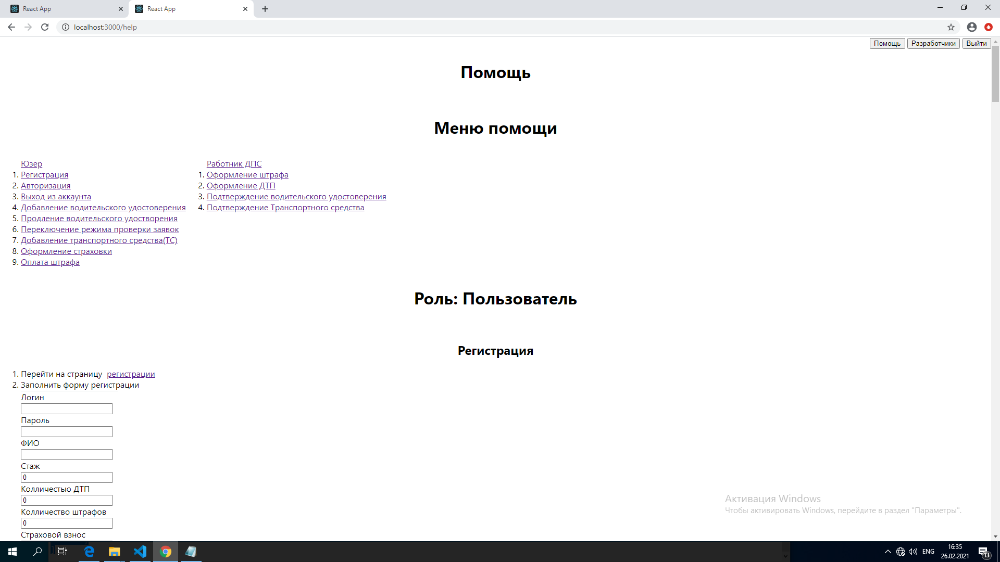 React App
React App
localhost:3000/help
Помощь Разработчики Выйти
Помощь
Меню помощи
Юзер
1. Регистрация
2. Авторизация
3. Выход из аккаунта
4. Добавление водительского удостоверения
5. Продление водительского удостворения
6. Переключение режима проверки заявок
7. Добавление транспортного средства(ТС)
8. Оформление страховки
9. Оплата штрафа
Работник ДПС
1. Оформление штрафа
2. Оформление ДТП
3. Подтверждение водительского удостоверения
4. Подтверждение Транспортного средства
Роль: Пользователь
Регистрация
1. Перейти на страницу регистрации
2. Заполнить форму регистрации
Логин
Пароль
ФИО
Стаж
0
Колличестыо ДТП
0
Колличество штрафов
0
Страховой взнос
Активация Windows
Чтобы активировать Windows, перейдите в раздел "Параметры".
ENG
16:35
26.02.2021
13